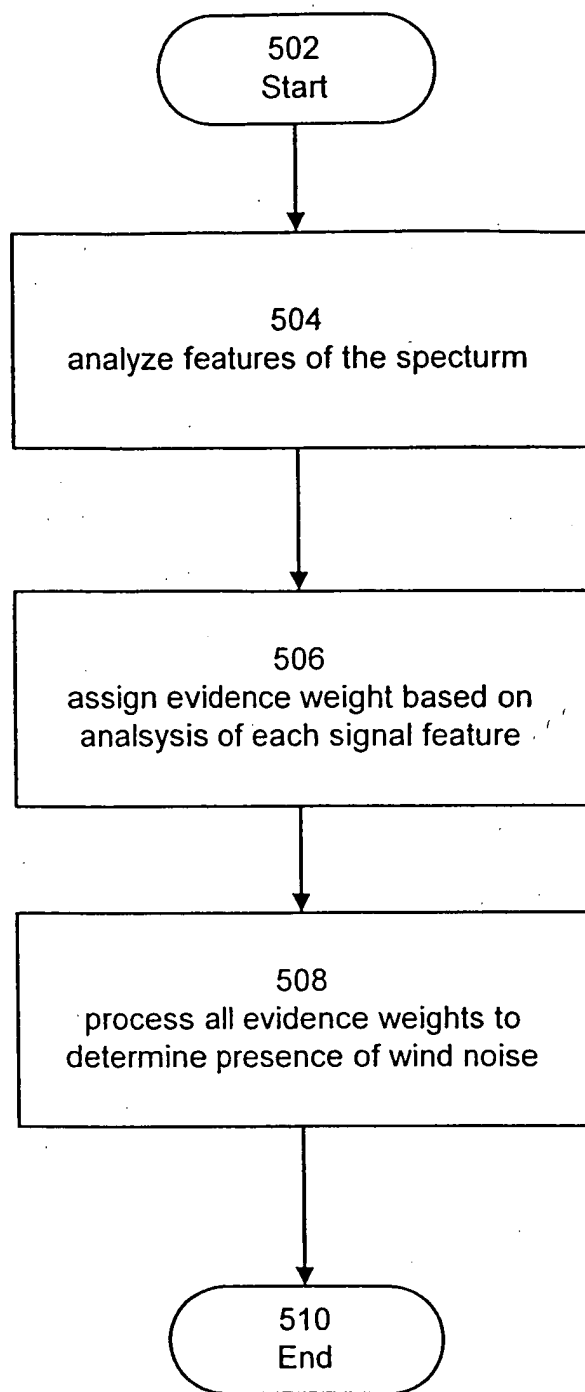 502
Start
504
analyze features of the specturm
506
assign evidence weight based on
analsysis of each signal feature
508
process all evidence weights to
determine presence of wind noise
510
End